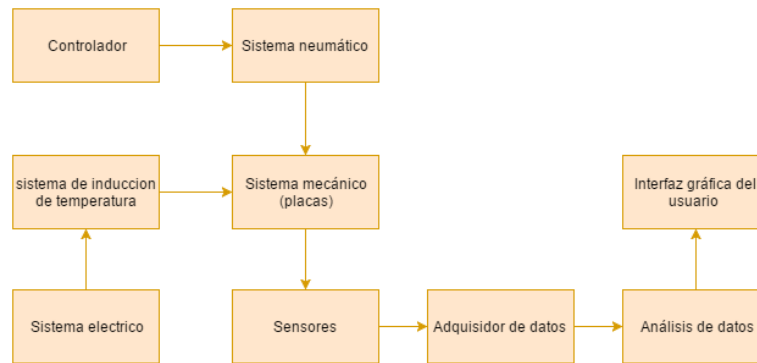 Controlador
Sistema neumático
sistema de induccion
de temperatura
Sistema mecánico
(placas)
Interfaz gráfica del
usuario
Sistema electrico
Sensores
Adquisidor de datos
Análisis de datos